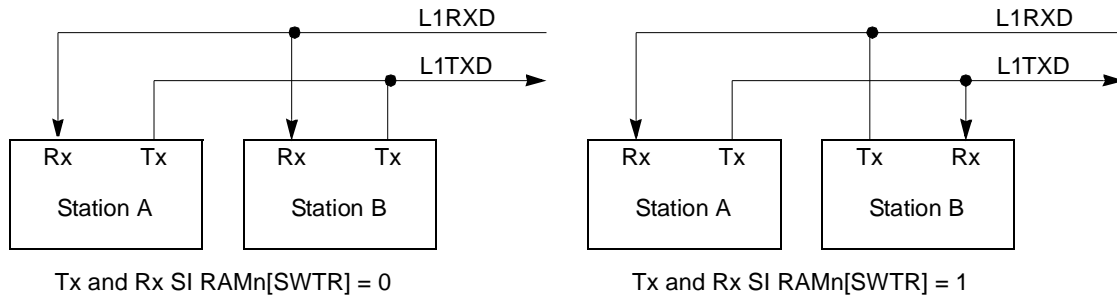 L1RXD
L1TXD
Rx Tx
Station A
Rx Tx
Station B
Tx and Rx SI RAMn[SWTR] = 0
L1RXD
L1TXD
Rx Tx
Station A
Tx Rx
Station B
Tx and Rx SI RAMn[SWTR] = 1